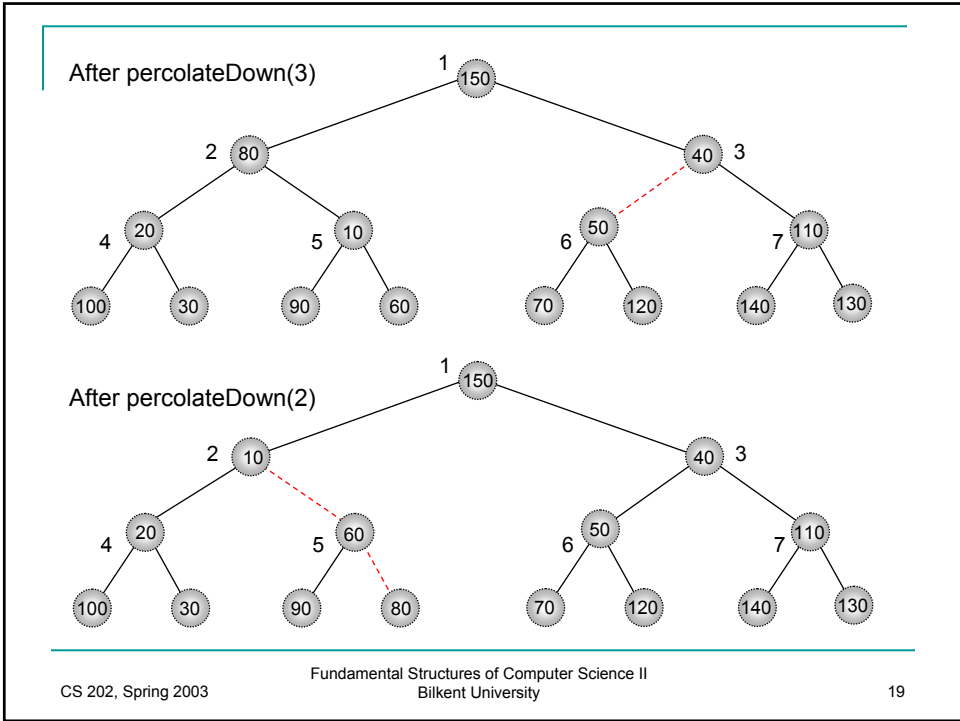 After percolateDown(3)
1
150
2 80 40 3
4 20 5 10 6 50 7 110
100 30 90 60 70 120 140 130
After percolateDown(2)
1
150
2 10 40 3
4 20 5 60 6 50 7 110
100 30 90 80 70 120 140 130
CS 202, Spring 2003
Fundamental Structures of Computer Science II
Bilkent University
19